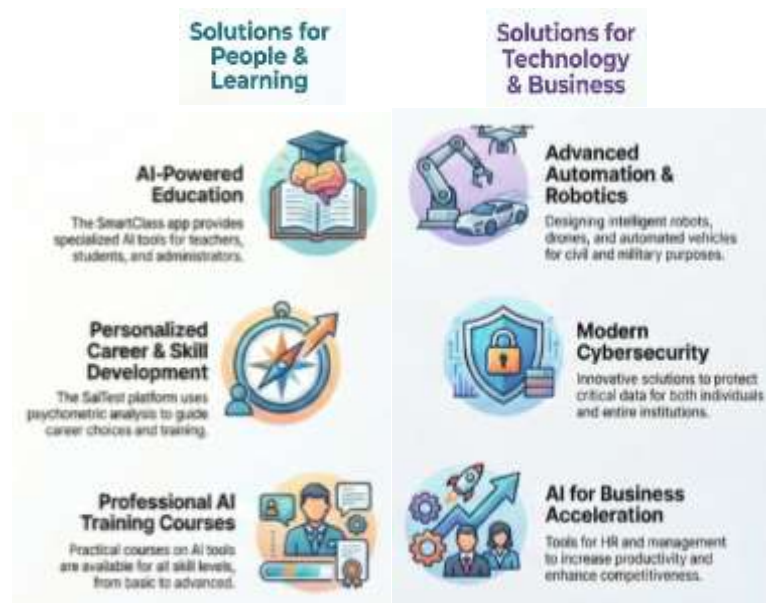 Solutions for
People &
Learning
AI-Powered
Education
The SmartClass app provides
specialized AI tools for teachers,
students, and administrators.
Personalized
Career & Skill
Development
The SalTest platform uses
psychometric analysis to guide
career choices and training.
Professional AI
Training Courses
Practical courses on AI tools
are available for all skill levels,
from basic to advanced.
Solutions for
Technology
& Business
Advanced
Automation &
Robotics
Designing intelligent robots,
drones, and automated vehicles
for civil and military purposes.
Modern
Cybersecurity
Innovative solutions to protect
critical data for both individuals
and entire institutions.
AI for Business
Acceleration
Tools for HR and management
to increase productivity and
enhance competitiveness.